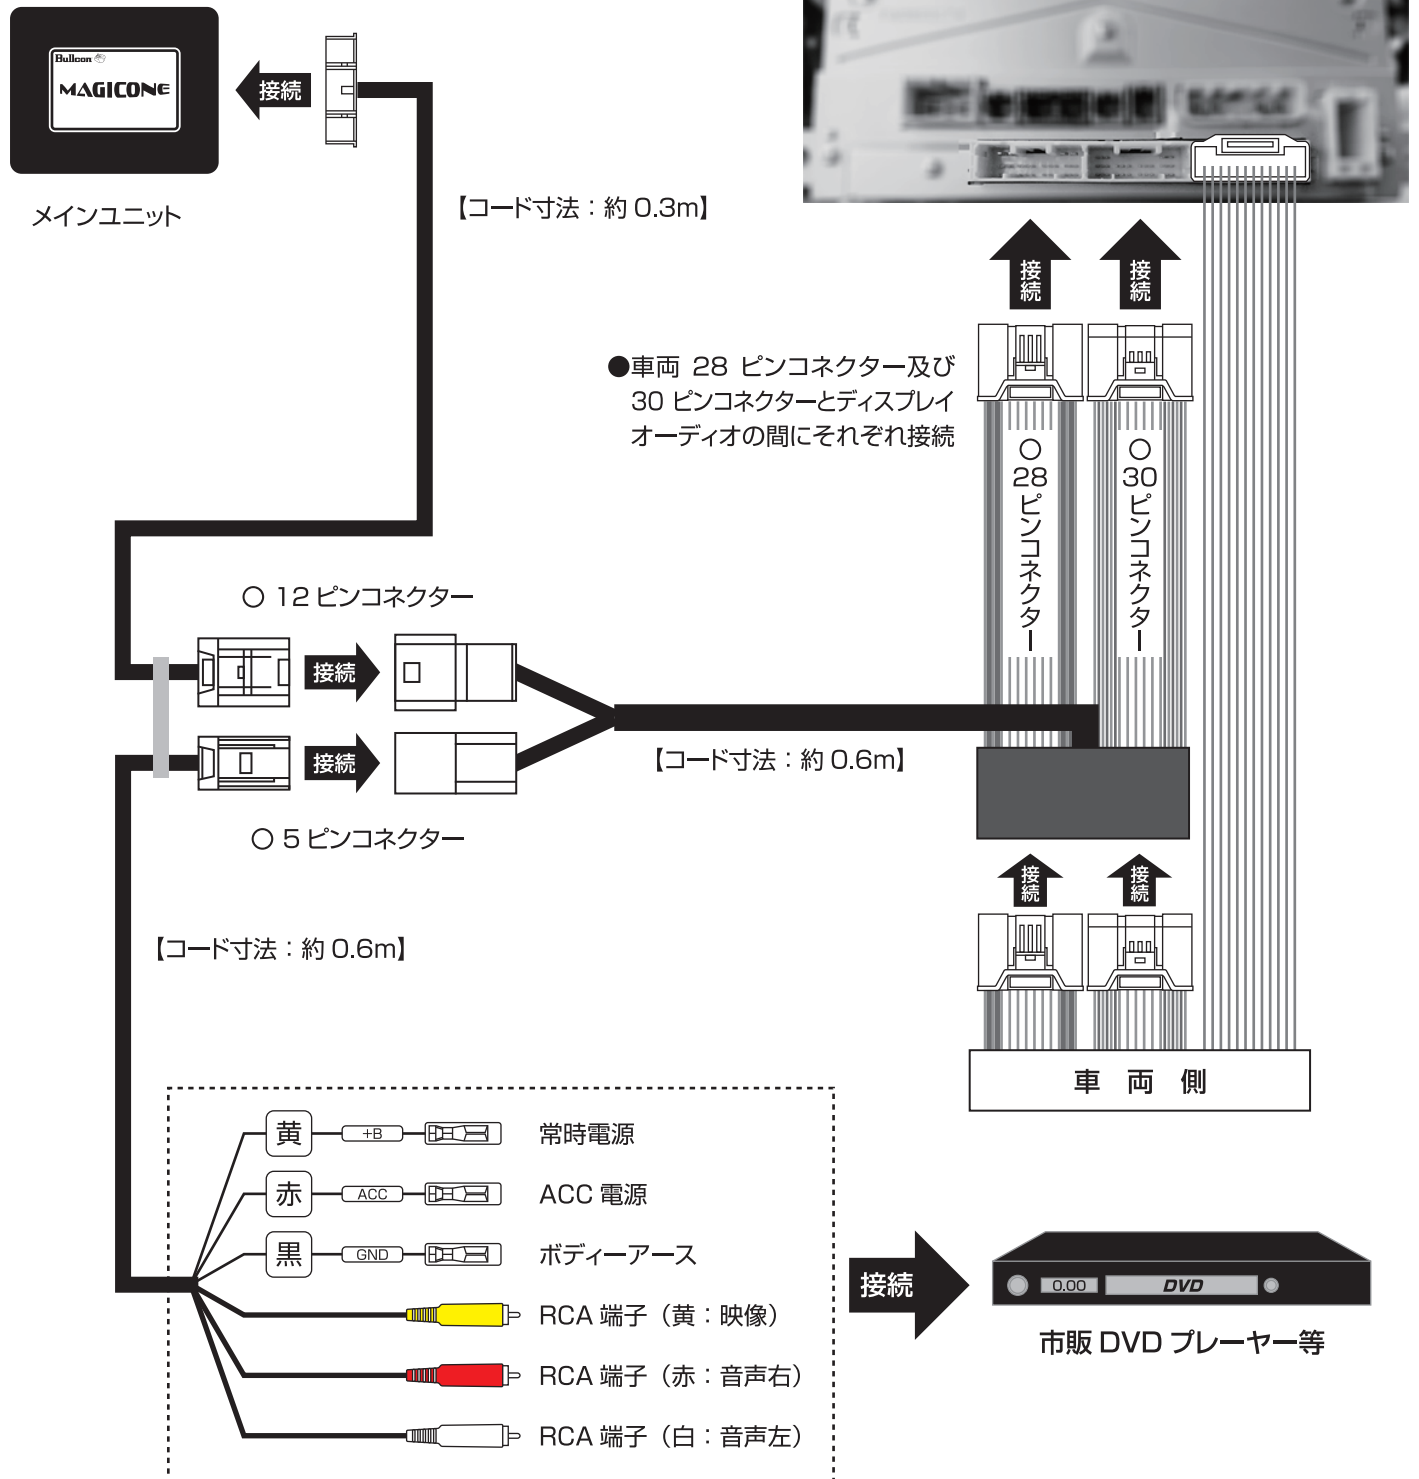 Bullcon
MAGICONE
接続
メインユニット
【コード寸法：約 0.3m】
接続
接続
●車両 28 ピンコネクター及び
30 ピンコネクターとディスプレイ
オーディオの間にそれぞれ接続
○28ピンコネクター
○30ピンコネクター
○ 12 ピンコネクター
接続
接続
【コード寸法：約 0.6m】
○ 5 ピンコネクター
接続
接続
【コード寸法：約 0.6m】
車両側
黄 +B 常時電源
赤 ACC ACC 電源
黒 GND ボディーアース
RCA 端子（黄：映像）
RCA 端子（赤：音声右）
RCA 端子（白：音声左）
接続
0.00 DVD
市販 DVD プレーヤー等